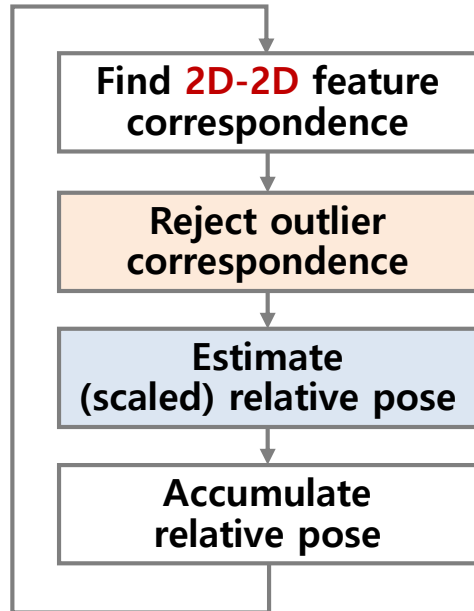 Find 2D-2D feature
correspondence
Reject outlier
correspondence
Estimate
(scaled) relative pose
Accumulate
relative pose